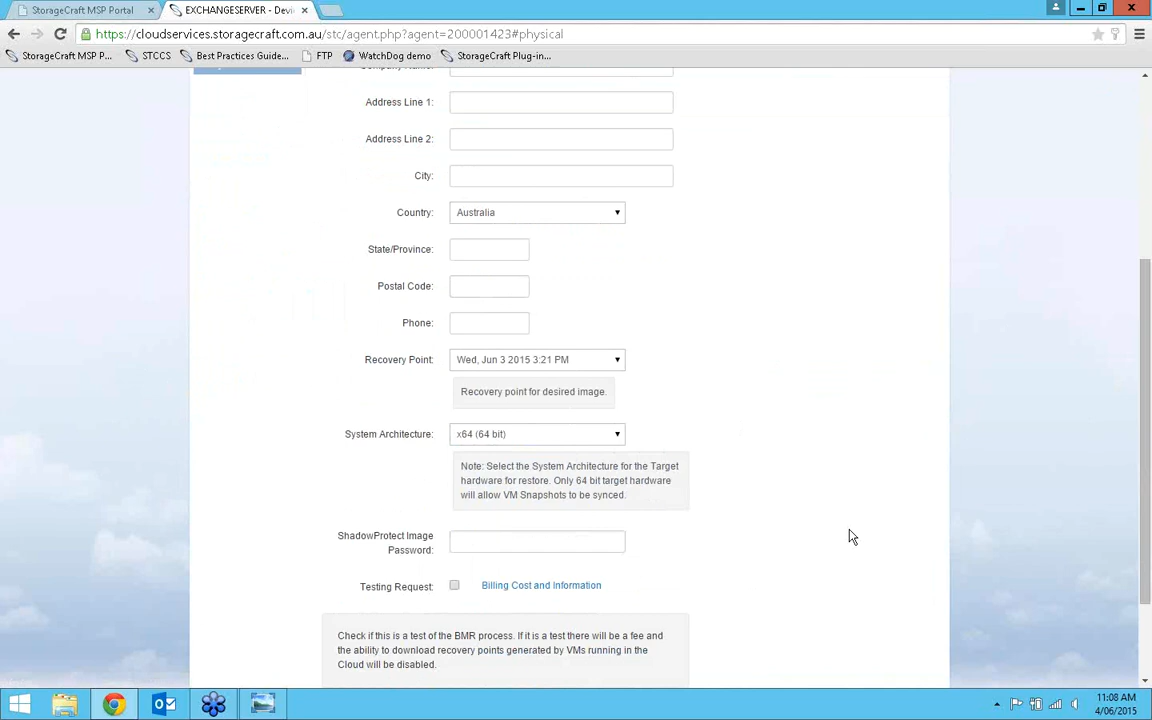 StorageCraft MSP Portal
EXCHANGESERVER - Devi
https://cloudservices.storagecraft.com.au/stc/agent.php?agent=200001423#physical
StorageCraft MSP P... STCCS Best Practices Guide... FTP WatchDog demo StorageCraft Plug-in...
Address Line 1:
Address Line 2:
City:
Country: Australia
State/Province:
Postal Code:
Phone:
Recovery Point: Wed, Jun 3 2015 3:21 PM
Recovery point for desired image.
System Architecture: x64 (64 bit)
Note: Select the System Architecture for the Target
hardware for restore. Only 64 bit target hardware
will allow VM Snapshots to be synced.
ShadowProtect Image
Password:
Testing Request: Billing Cost and Information
Check if this is a test of the BMR process. If it is a test there will be a fee and
the ability to download recovery points generated by VMs running in the
Cloud will be disabled.
11:08 AM
4/06/2015